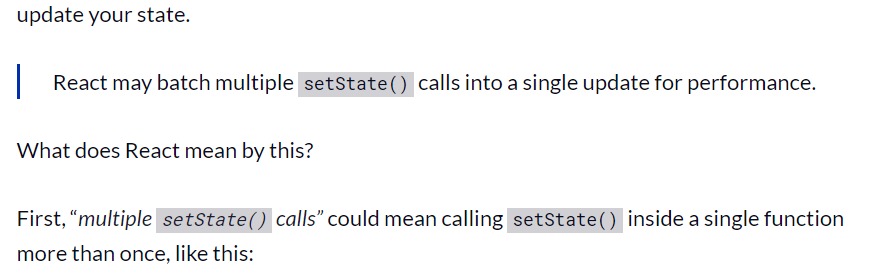 update your state.
React may batch multiple setState() calls into a single update for performance.
What does React mean by this?
First, “multiple setState() calls” could mean calling setState() inside a single function
more than once, like this: